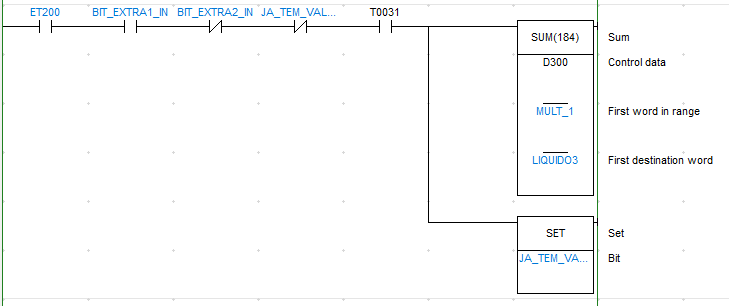 ET200 BIT_EXTRA1_IN BIT_EXTRA2_IN JA_TEM_VAL... T0031
SUM(184) Sum
D300 Control data
MULT_1 First word in range
LIQUIDO3 First destination word
SET Set
JA_TEM_VA... Bit